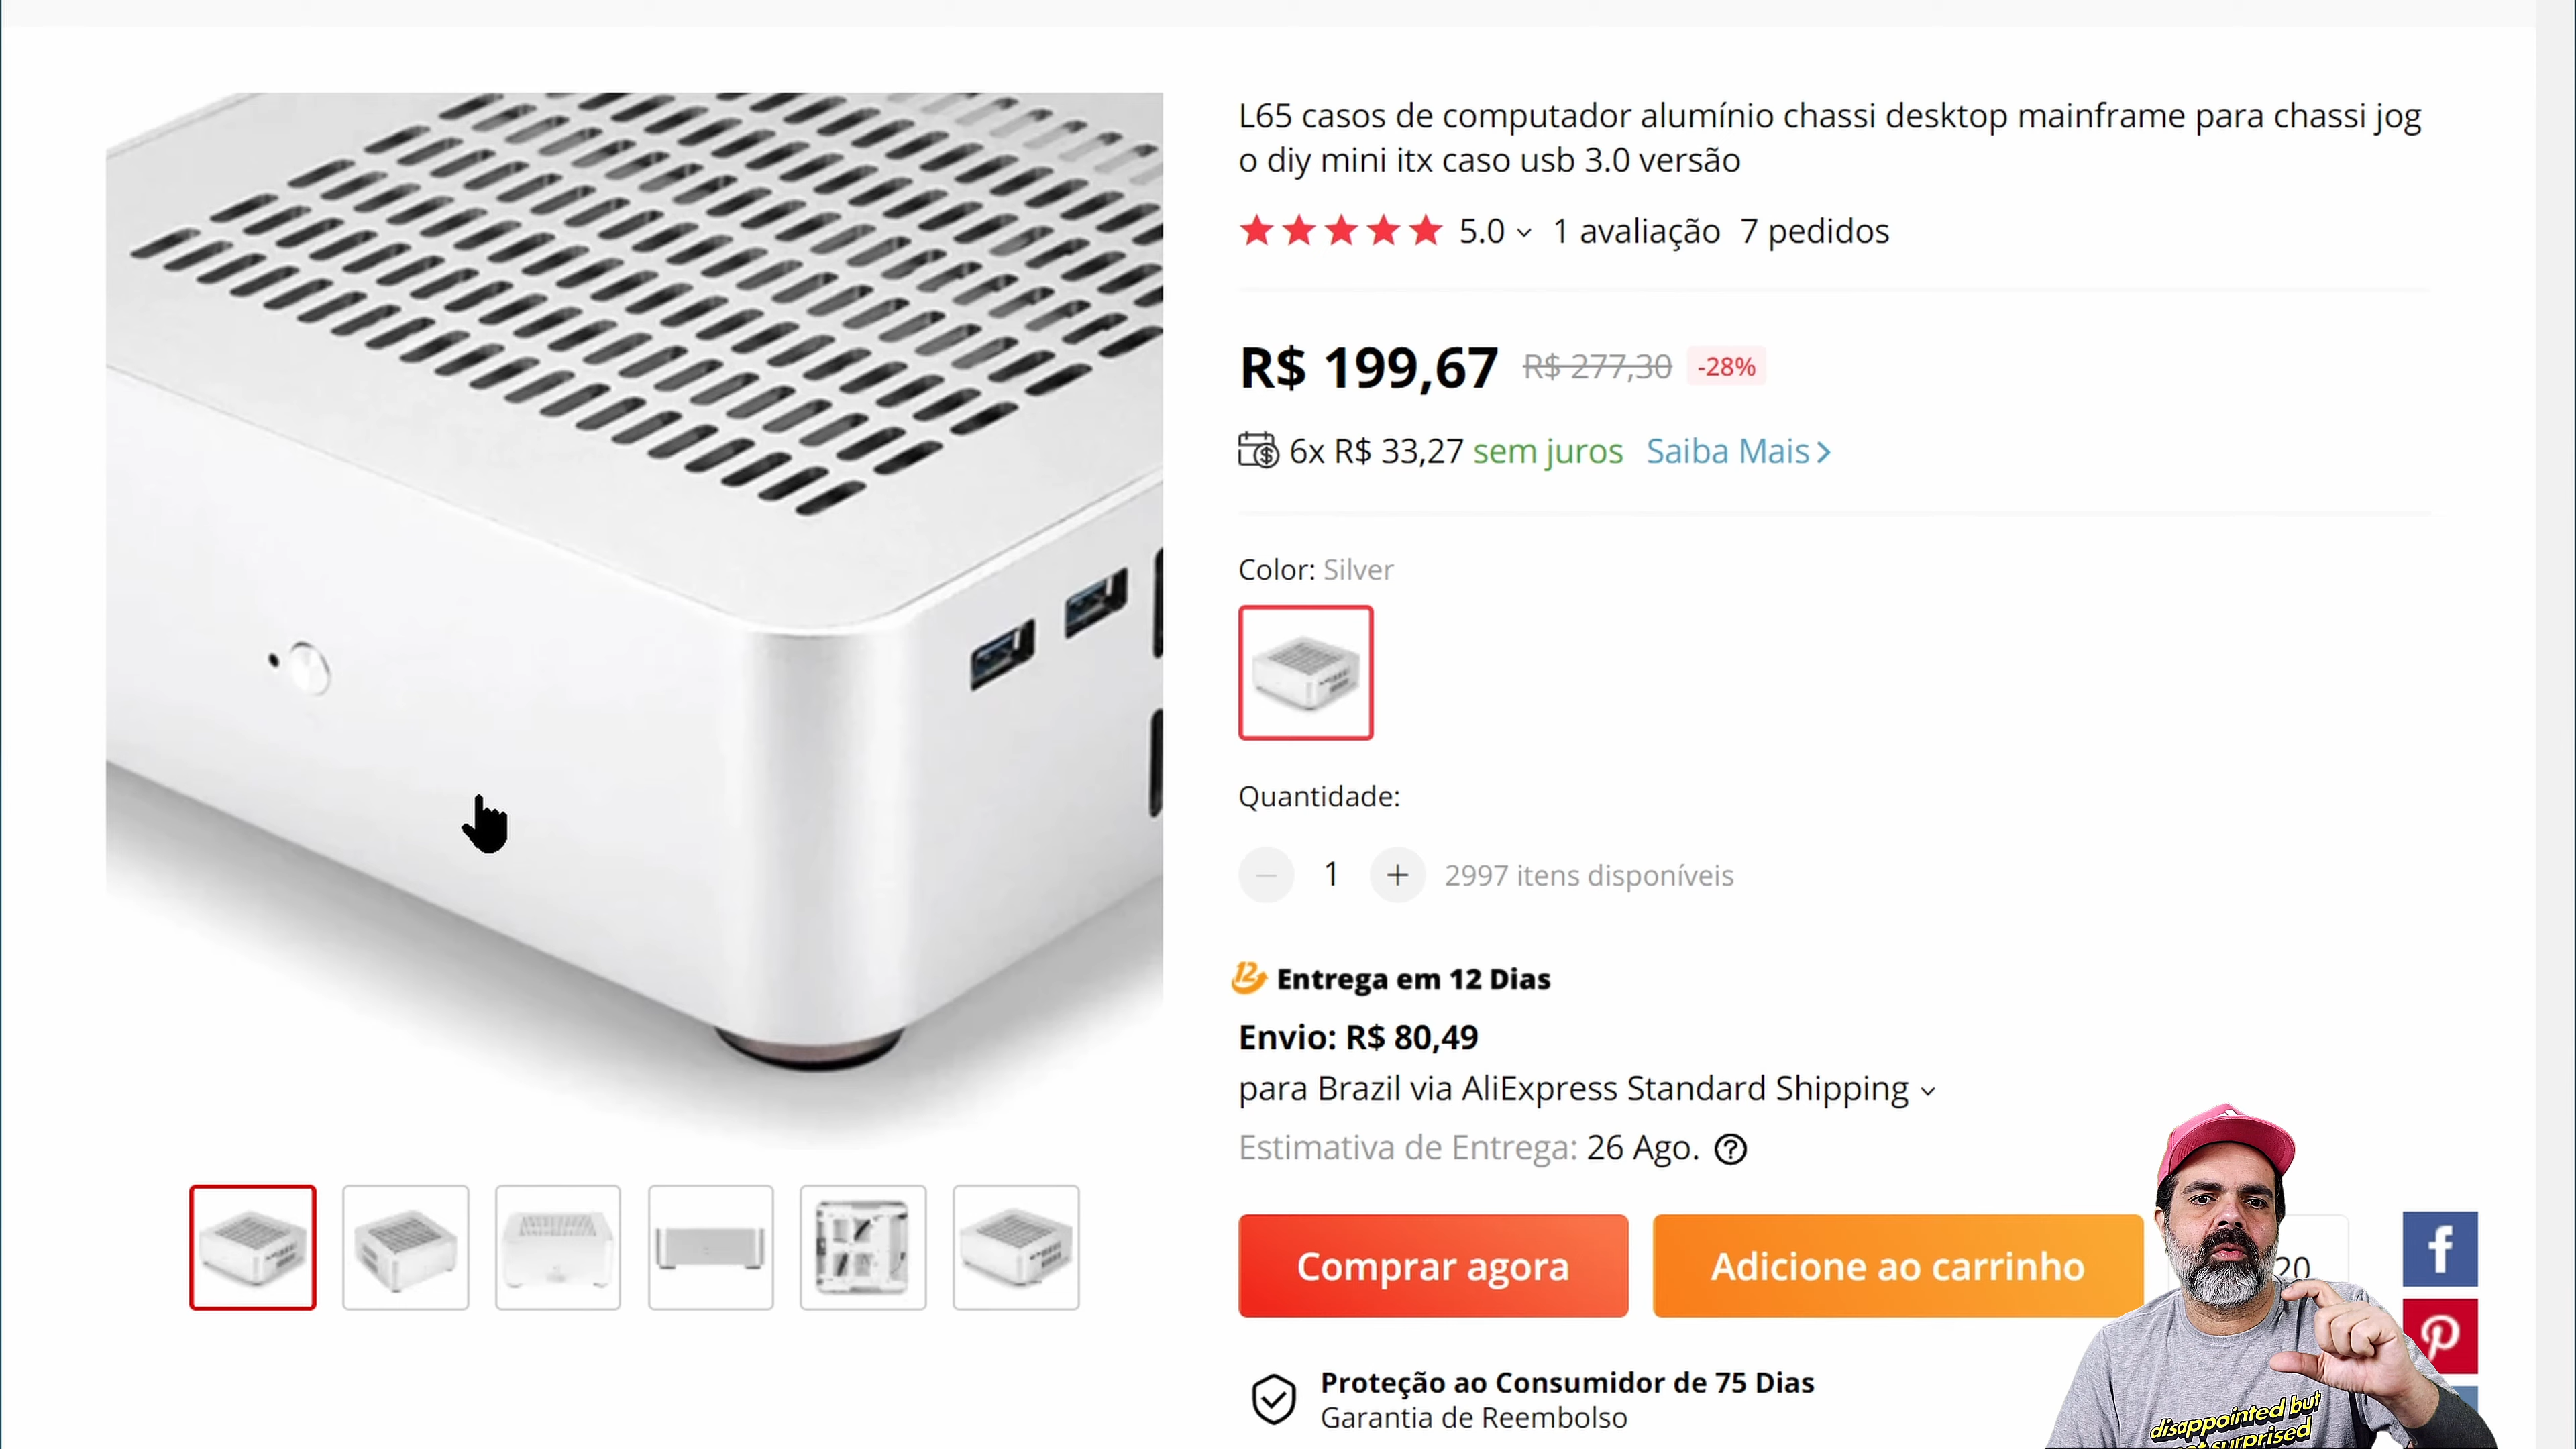 L65 casos de computador alumínio chassi desktop mainframe para chassi jog
o diy mini itx caso usb 3.0 versão
5.0 1 avaliação 7 pedidos
R$ 199,67 R$ 277,30 -28%
6x R$ 33,27 sem juros Saiba Mais
Color: Silver
Quantidade:
1 2997 itens disponíveis
12 Entrega em 12 Dias
Envio: R$ 80,49
para Brazil via AliExpress Standard Shipping
Estimativa de Entrega: 26 Ago.
Comprar agora Adicione ao carrinho 20
Proteção ao Consumidor de 75 Dias
Garantia de Reembolso
disappointed but
surprised